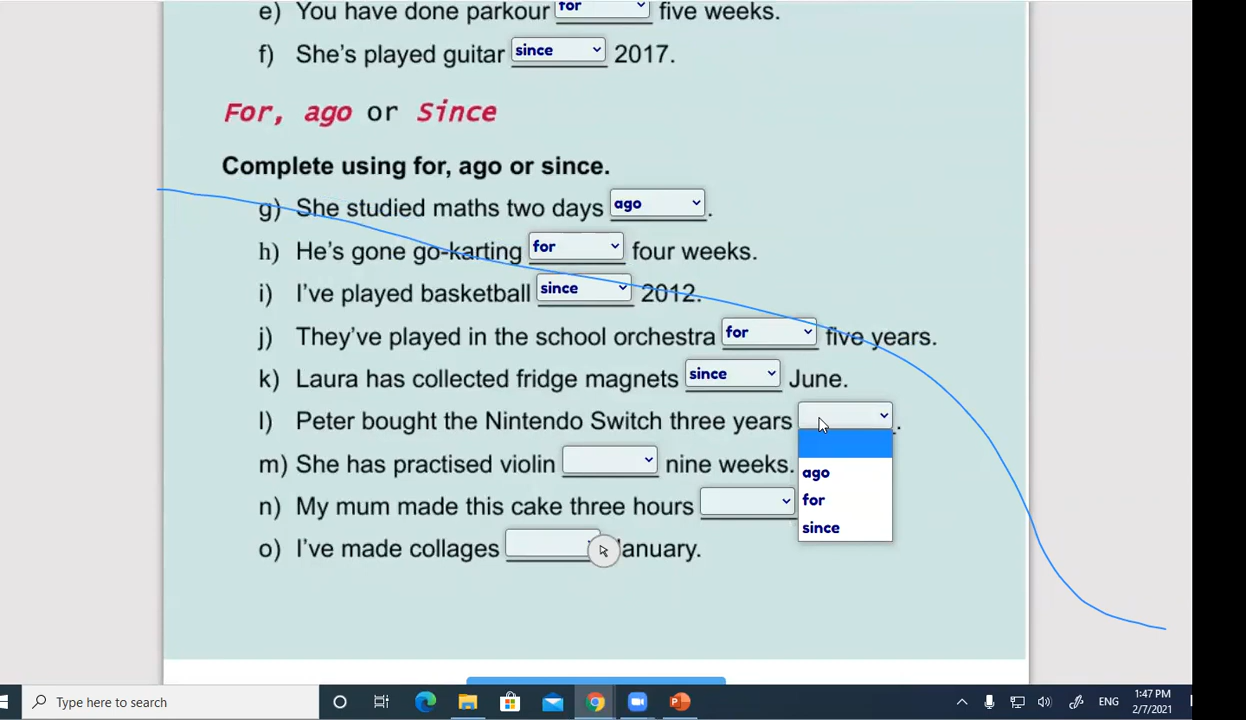 e) You have done parkour for five weeks.
f) She's played guitar since 2017.
For, ago or Since
Complete using for, ago or since.
g) She studied maths two days ago.
h) He's gone go-karting for four weeks.
i) I've played basketball since 2012.
j) They've played in the school orchestra for five years.
k) Laura has collected fridge magnets since June.
l) Peter bought the Nintendo Switch three years .
m) She has practised violin nine weeks.
ago
n) My mum made this cake three hours
for
since
o) I've made collages anuary.
Type here to search
ENG
1:47 PM
2/7/2021